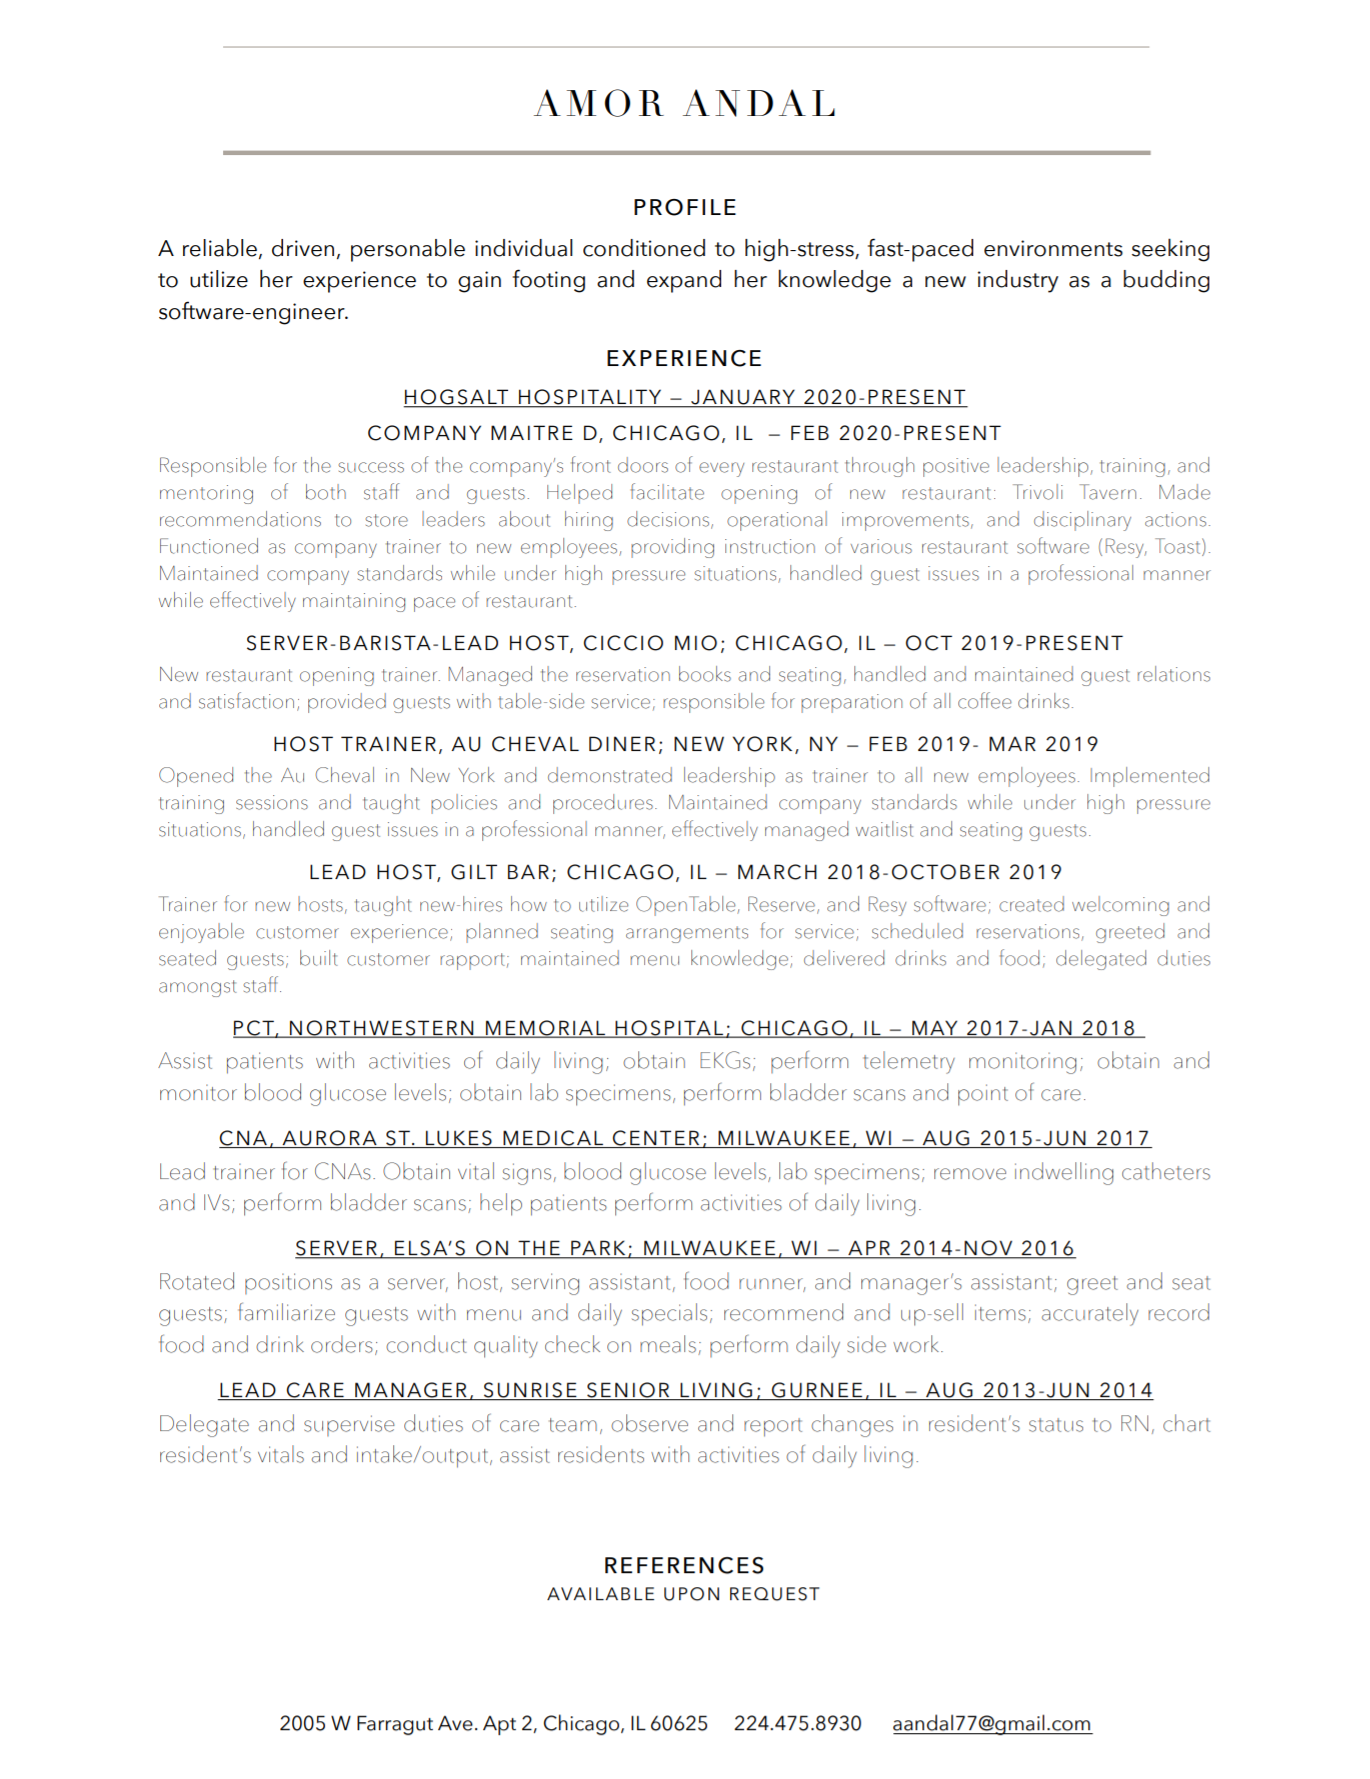 AMOR ANDAL
PROFILE
A reliable, driven, personable individual conditioned to high-stress, fast-paced environments seeking
to utilize her experience to gain footing and expand her knowledge a new industry as a budding
software-engineer.
EXPERIENCE
HOGSALT HOSPITALITY – JANUARY 2020-PRESENT
COMPANY MAITRE D, CHICAGO, IL – FEB 2020-PRESENT
Responsible for the success of the company's front doors of every restaurant through positive leadership, training, and
mentoring of both staff and guests. Helped facilitate opening of new restaurant: Trivoli Tavern. Made
recommendations to store leaders about hiring decisions, operational improvements, and disciplinary actions.
Functioned as company trainer to new employees, providing instruction of various restaurant software (Resy, Toast).
Maintained company standards while under high pressure situations, handled guest issues in a professional manner
while effectively maintaining pace of restaurant.
SERVER-BARISTA-LEAD HOST, CICCIO MIO; CHICAGO, IL – OCT 2019-PRESENT
New restaurant opening trainer. Managed the reservation books and seating, handled and maintained guest relations
and satisfaction; provided guests with table-side service; responsible for preparation of all coffee drinks.
HOST TRAINER, AU CHEVAL DINER; NEW YORK, NY – FEB 2019- MAR 2019
Opened the Au Cheval in New York and demonstrated leadership as trainer to all new employees. Implemented
training sessions and taught policies and procedures. Maintained company standards while under high pressure
situations, handled guest issues in a professional manner, effectively managed waitlist and seating guests.
LEAD HOST, GILT BAR; CHICAGO, IL – MARCH 2018-OCTOBER 2019
Trainer for new hosts, taught new-hires how to utilize OpenTable, Reserve, and Resy software; created welcoming and
enjoyable customer experience; planned seating arrangements for service; scheduled reservations, greeted and
seated guests; built customer rapport; maintained menu knowledge; delivered drinks and food; delegated duties
amongst staff.
PCT, NORTHWESTERN MEMORIAL HOSPITAL; CHICAGO, IL – MAY 2017-JAN 2018
Assist patients with activities of daily living; obtain EKGs; perform telemetry monitoring; obtain and
monitor blood glucose levels; obtain lab specimens, perform bladder scans and point of care.
CNA, AURORA ST. LUKES MEDICAL CENTER; MILWAUKEE, WI – AUG 2015-JUN 2017
Lead trainer for CNAs. Obtain vital signs, blood glucose levels, lab specimens; remove indwelling catheters
and IVs; perform bladder scans; help patients perform activities of daily living.
SERVER, ELSA'S ON THE PARK; MILWAUKEE, WI – APR 2014-NOV 2016
Rotated positions as a server, host, serving assistant, food runner, and manager's assistant; greet and seat
guests; familiarize guests with menu and daily specials; recommend and up-sell items; accurately record
food and drink orders; conduct quality check on meals; perform daily side work.
LEAD CARE MANAGER, SUNRISE SENIOR LIVING; GURNEE, IL – AUG 2013-JUN 2014
Delegate and supervise duties of care team, observe and report changes in resident's status to RN, chart
resident's vitals and intake/output, assist residents with activities of daily living.
REFERENCES
AVAILABLE UPON REQUEST
2005 W Farragut Ave. Apt 2, Chicago, IL 60625 224.475.8930 aandal77@gmail.com